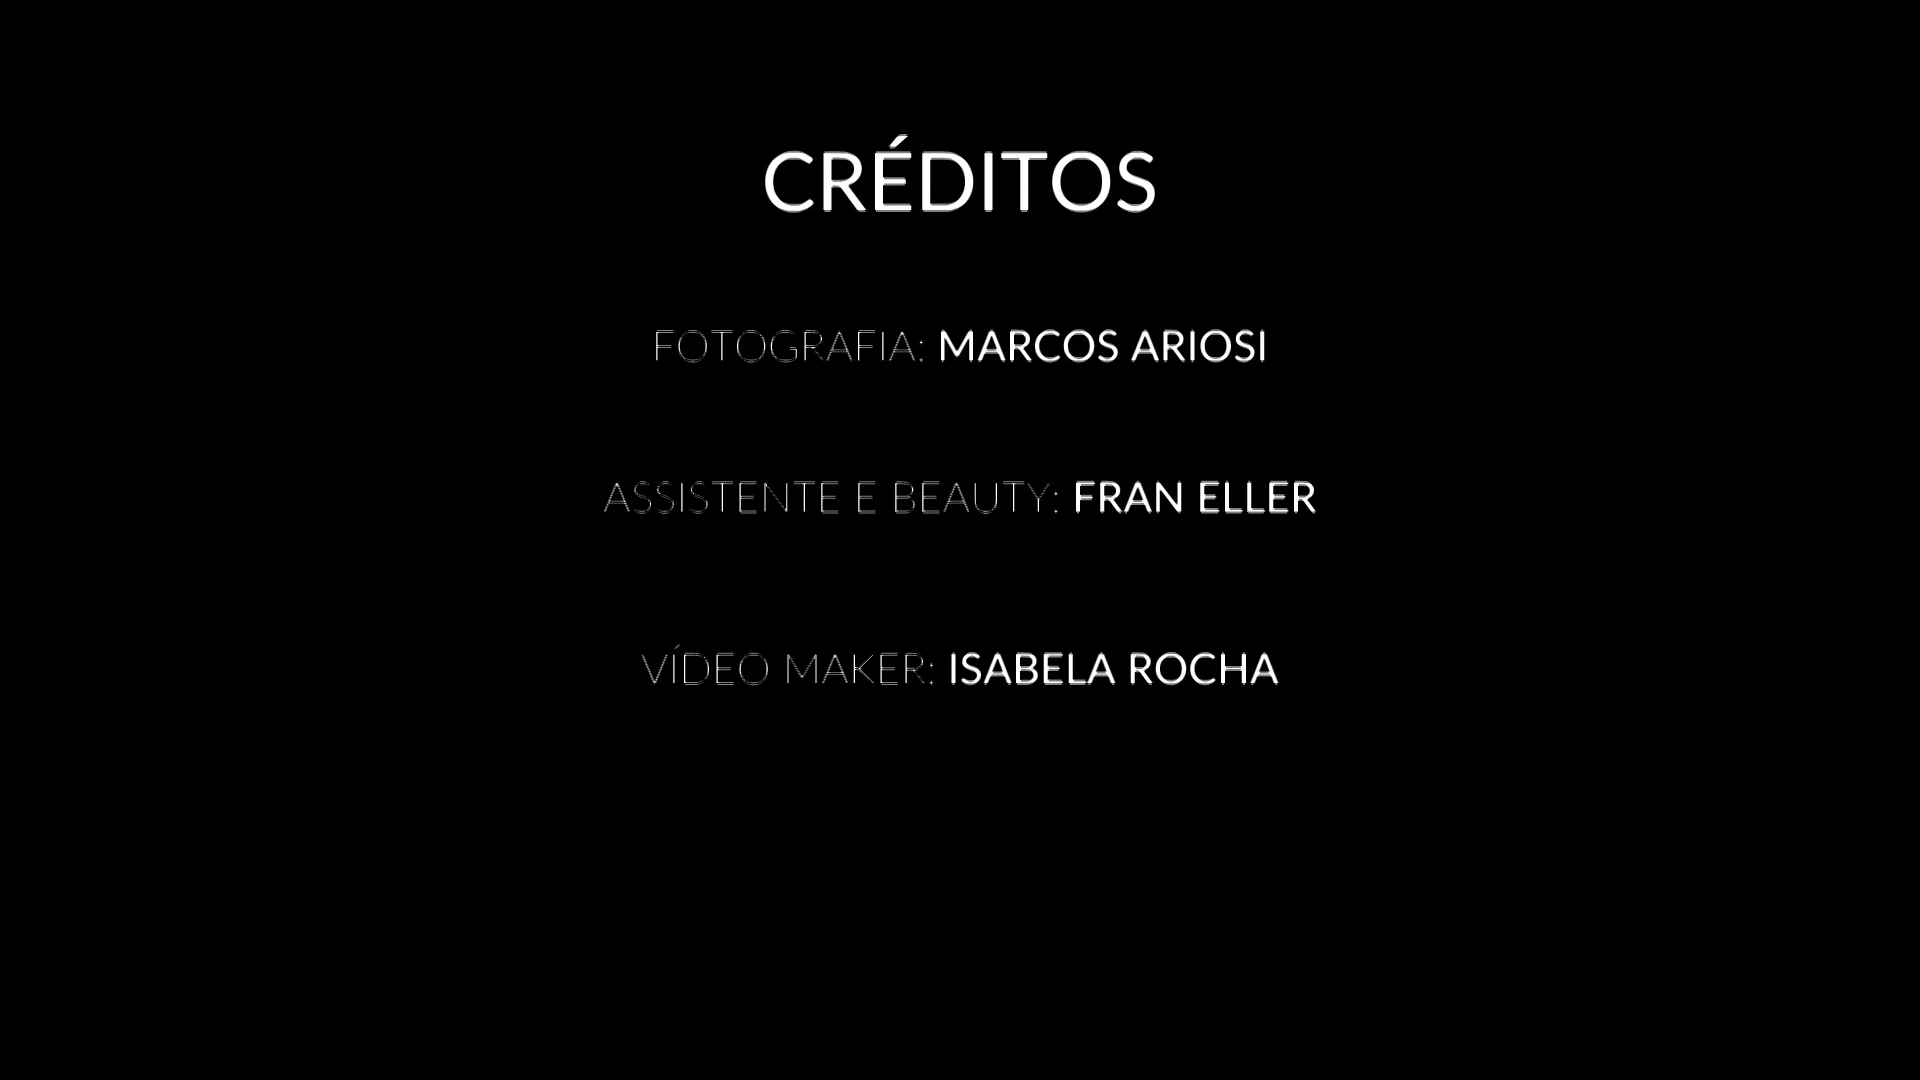 CRÉDITOS
FOTOGRAFIA: MARCOS ARIOSI
ASSISTENTE E BEAUTY: FRAN ELLER
VÍDEO MAKER: ISABELA ROCHA